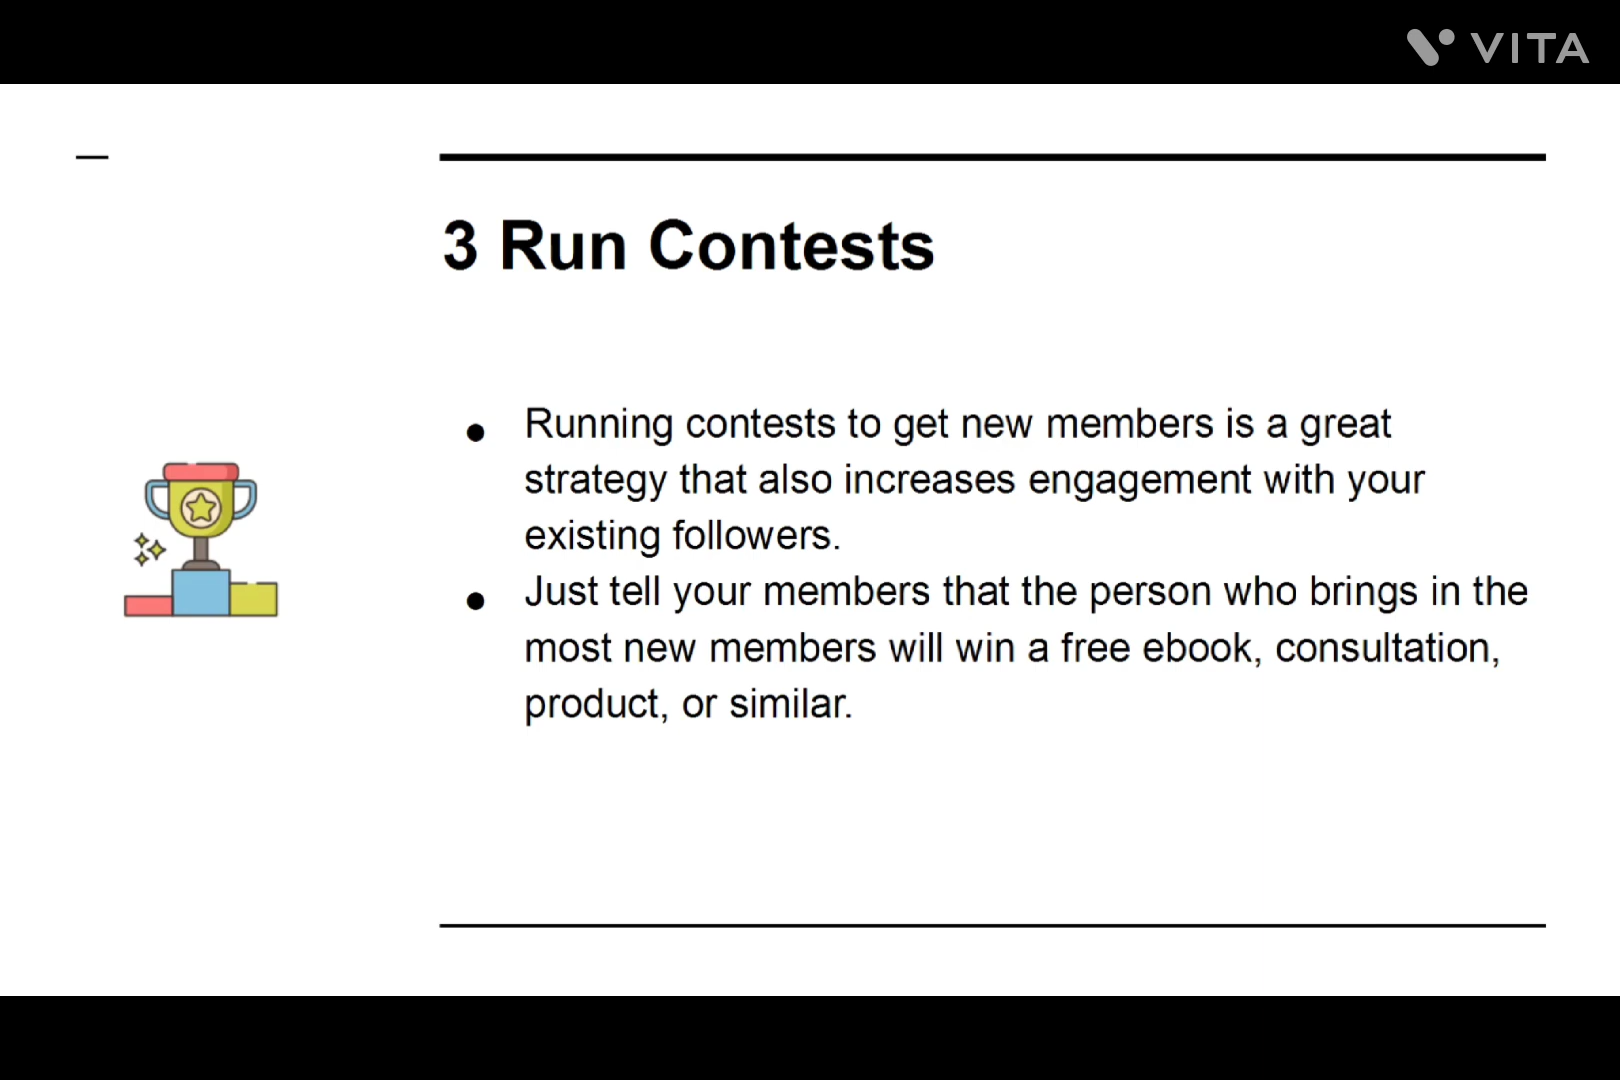 VITA
3 Run Contests
● Running contests to get new members is a great
strategy that also increases engagement with your
existing followers.
● Just tell your members that the person who brings in the
most new members will win a free ebook, consultation,
product, or similar.